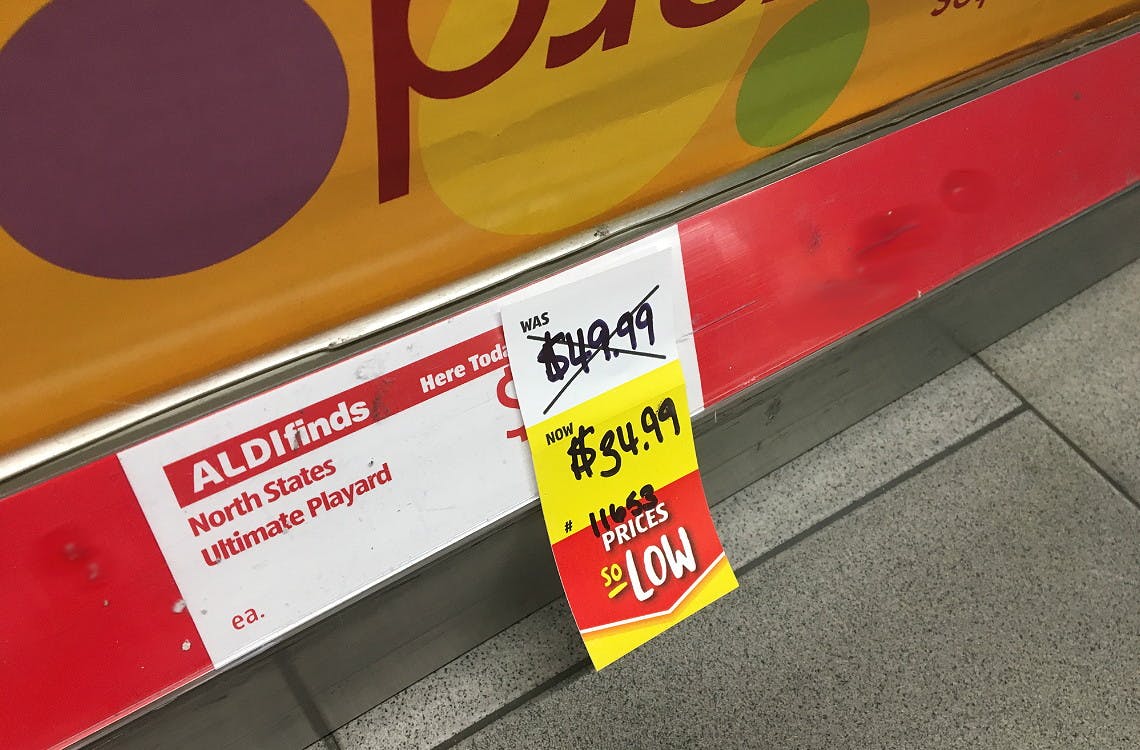 ALDIfinds Here Toda
North States
Ultimate Playard
ea.
WAS
$49.99
NOW
$34.99
# 11653
PRICES
SO LOW